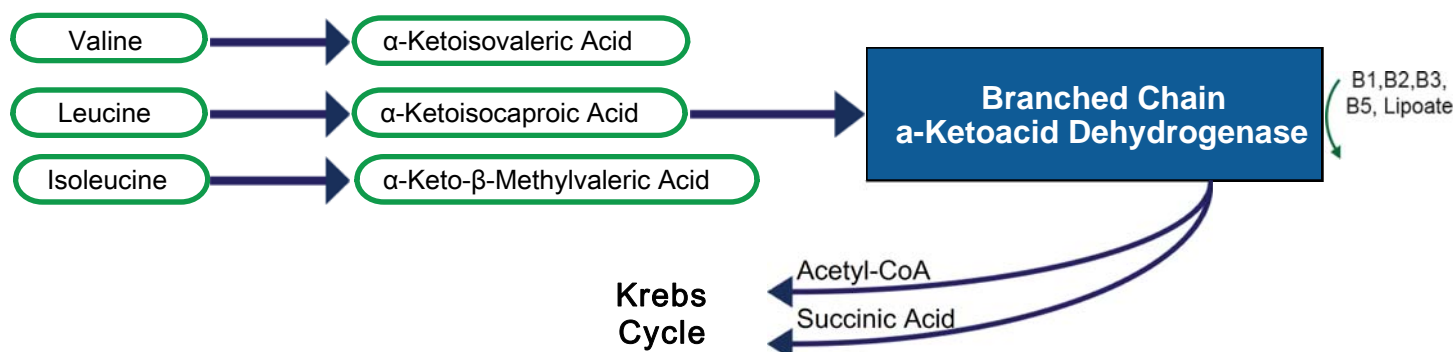 Valine
α-Ketoisovaleric Acid
Leucine
α-Ketoisocaproic Acid
Isoleucine
α-Keto-β-Methylvaleric Acid
Branched Chain
a-Ketoacid Dehydrogenase
B1,B2,B3,
B5, Lipoate
Acetyl-CoA
Succinic Acid
Krebs
Cycle